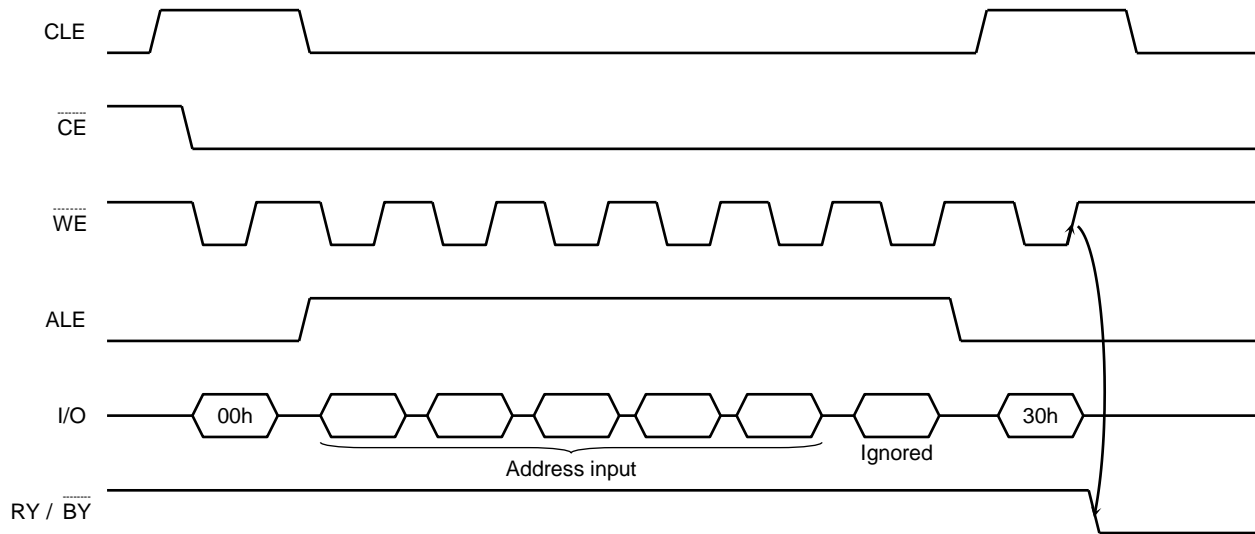 CLE
CE
WE
ALE
I/O
00h
30h
Ignored
Address input
RY / BY